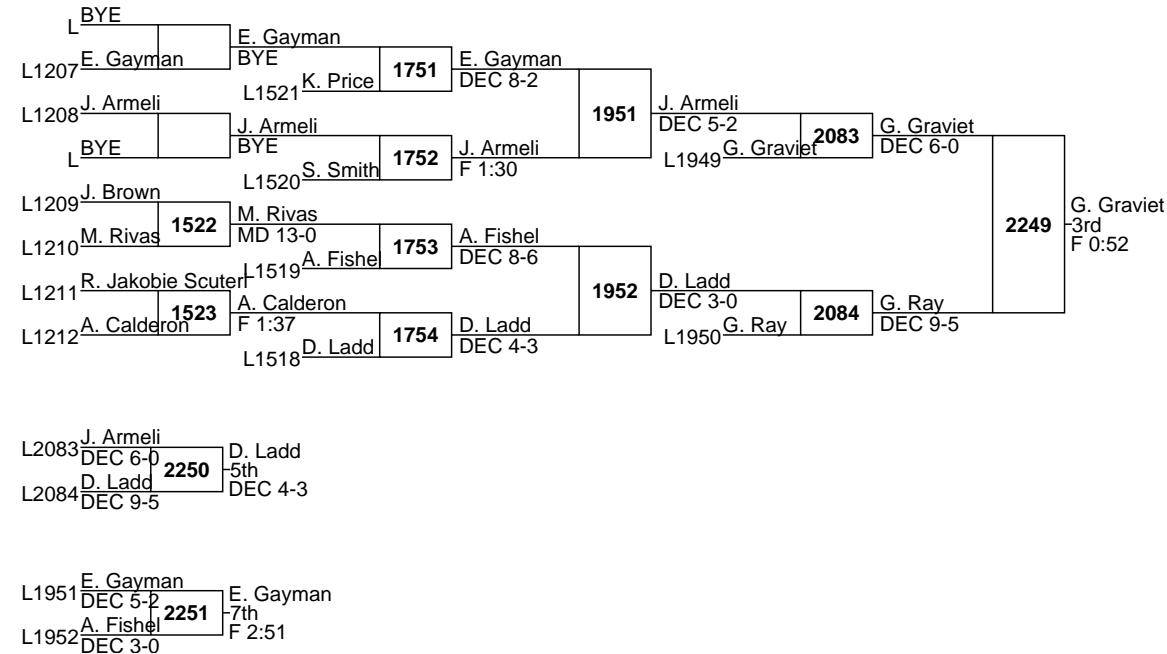 L BYE
L1207 E. Gayman
E. Gayman
BYE
L1521 K. Price
1751
E. Gayman
DEC 8-2
L1208 J. Armeli
L BYE
J. Armeli
BYE
L1520 S. Smith
1752
J. Armeli
F 1:30
1951
J. Armeli
DEC 5-2
L1949 G. Graviet
2083
G. Graviet
DEC 6-0
L1209 J. Brown
L1210 M. Rivas
1522
M. Rivas
MD 13-0
L1519 A. Fishel
1753
A. Fishel
DEC 8-6
L1211 R. Jakobie Scuteri
L1212 A. Calderon
1523
A. Calderon
F 1:37
L1518 D. Ladd
1754
D. Ladd
DEC 4-3
1952
D. Ladd
DEC 3-0
L1950 G. Ray
2084
G. Ray
DEC 9-5
2249
G. Graviet
3rd
F 0:52
L2083 J. Armeli
DEC 6-0
L2084 D. Ladd
DEC 9-5
2250
D. Ladd
5th
DEC 4-3
L1951 E. Gayman
DEC 5-2
L1952 A. Fishel
DEC 3-0
2251
E. Gayman
7th
F 2:51